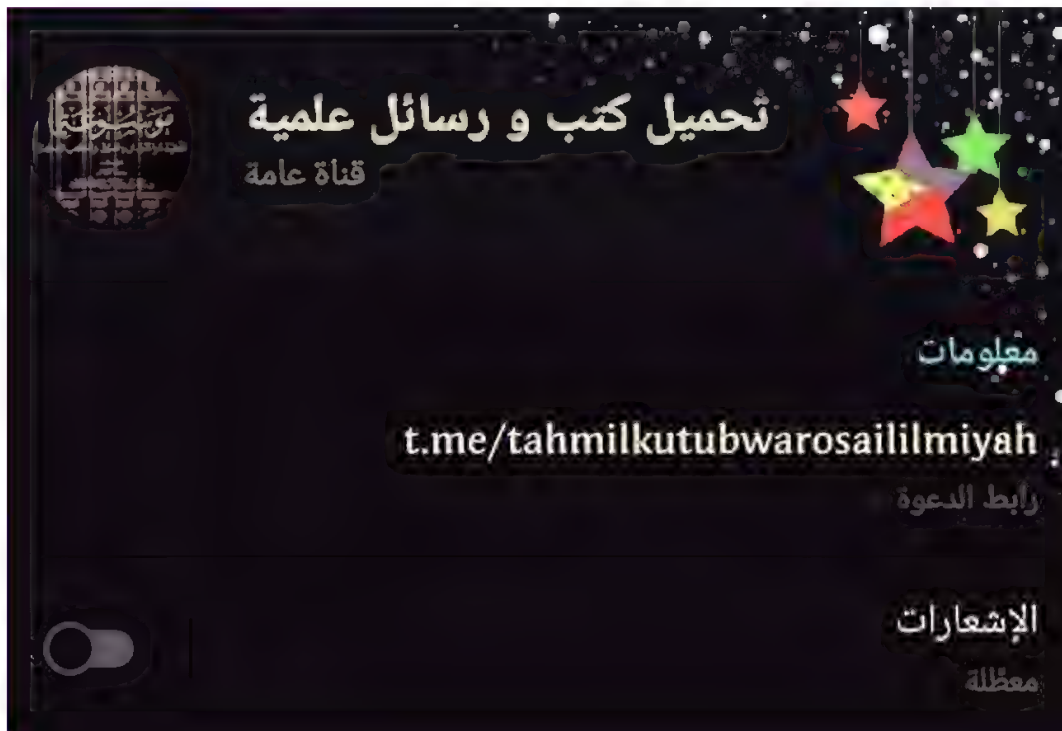 تحميل كتب و رسائل علمية
قناة عامة
معلومات
t.me/tahmilkutubwarosaililmiyah
رابط الدعوة
الإشعارات
معطلة